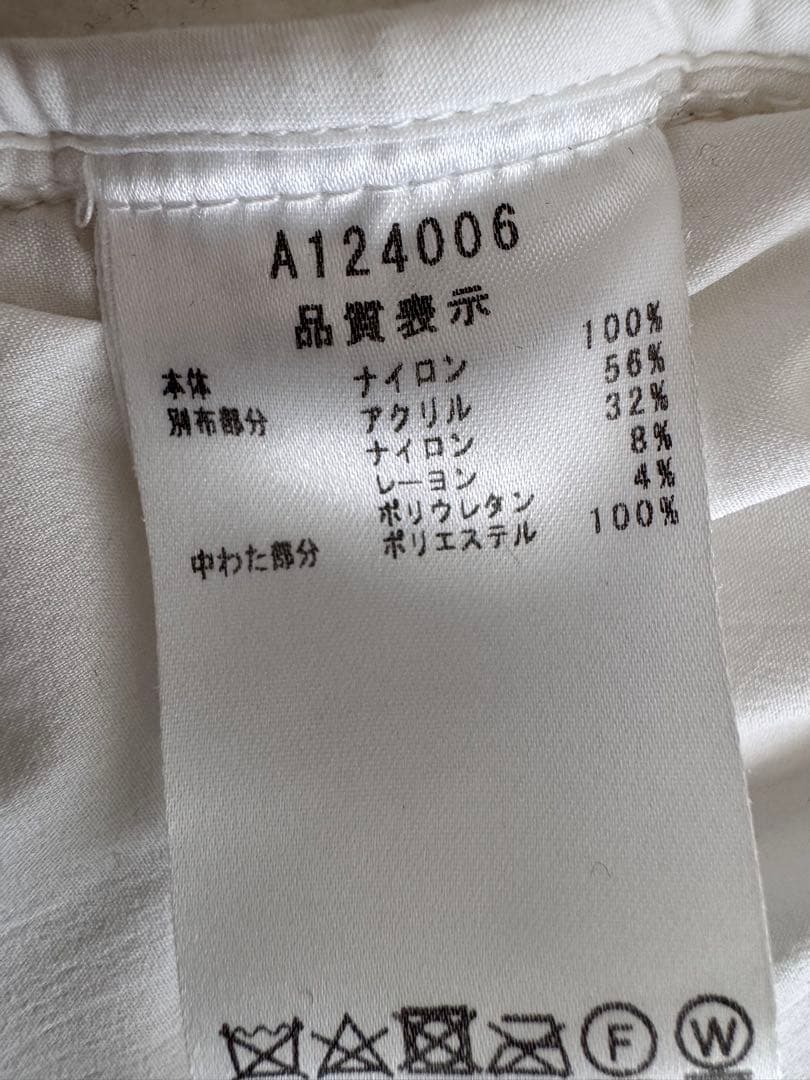 A124006
品質表示
本体 ナイロン 100%
別布部分 アクリル 56%
ナイロン 32%
レーヨン 8%
ポリウレタン 4%
中わた部分 ポリエステル 100%
F W